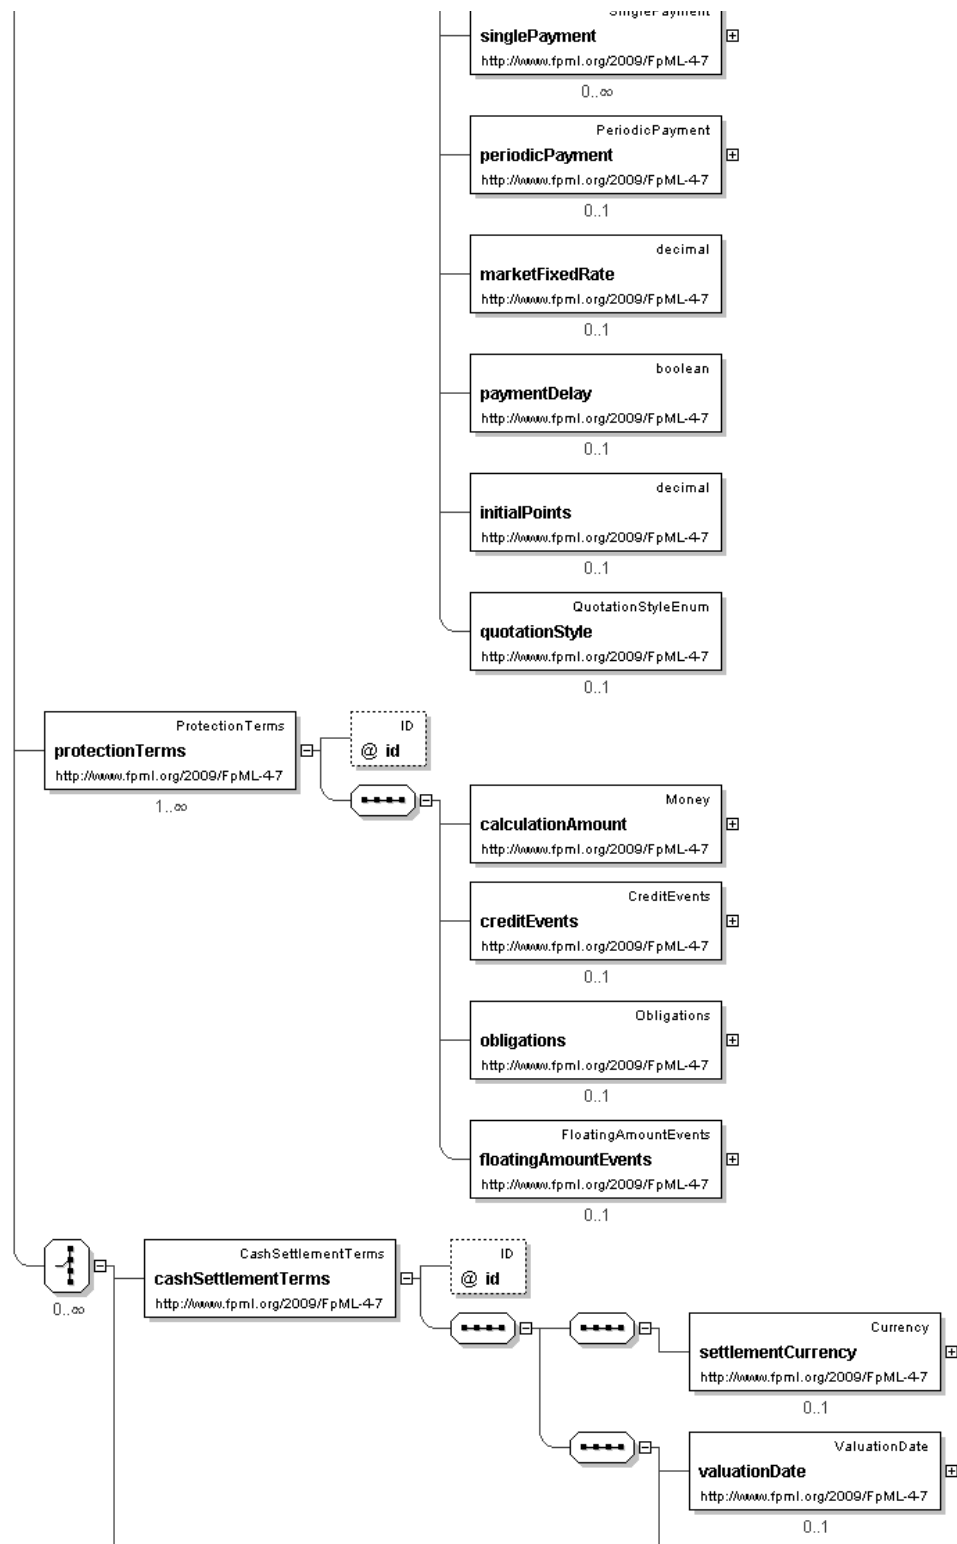 SinglePayment
singlePayment
http://www.fpml.org/2009/FpML-4-7
0..∞
PeriodicPayment
periodicPayment
http://www.fpml.org/2009/FpML-4-7
0..1
decimal
marketFixedRate
http://www.fpml.org/2009/FpML-4-7
0..1
boolean
paymentDelay
http://www.fpml.org/2009/FpML-4-7
0..1
decimal
initialPoints
http://www.fpml.org/2009/FpML-4-7
0..1
QuotationStyleEnum
quotationStyle
http://www.fpml.org/2009/FpML-4-7
0..1
ProtectionTerms
protectionTerms
http://www.fpml.org/2009/FpML-4-7
1..∞
ID
@ id
Money
calculationAmount
http://www.fpml.org/2009/FpML-4-7
CreditEvents
creditEvents
http://www.fpml.org/2009/FpML-4-7
0..1
Obligations
obligations
http://www.fpml.org/2009/FpML-4-7
0..1
FloatingAmountEvents
floatingAmountEvents
http://www.fpml.org/2009/FpML-4-7
0..1
0..∞
CashSettlementTerms
cashSettlementTerms
http://www.fpml.org/2009/FpML-4-7
ID
@ id
Currency
settlementCurrency
http://www.fpml.org/2009/FpML-4-7
0..1
ValuationDate
valuationDate
http://www.fpml.org/2009/FpML-4-7
0..1